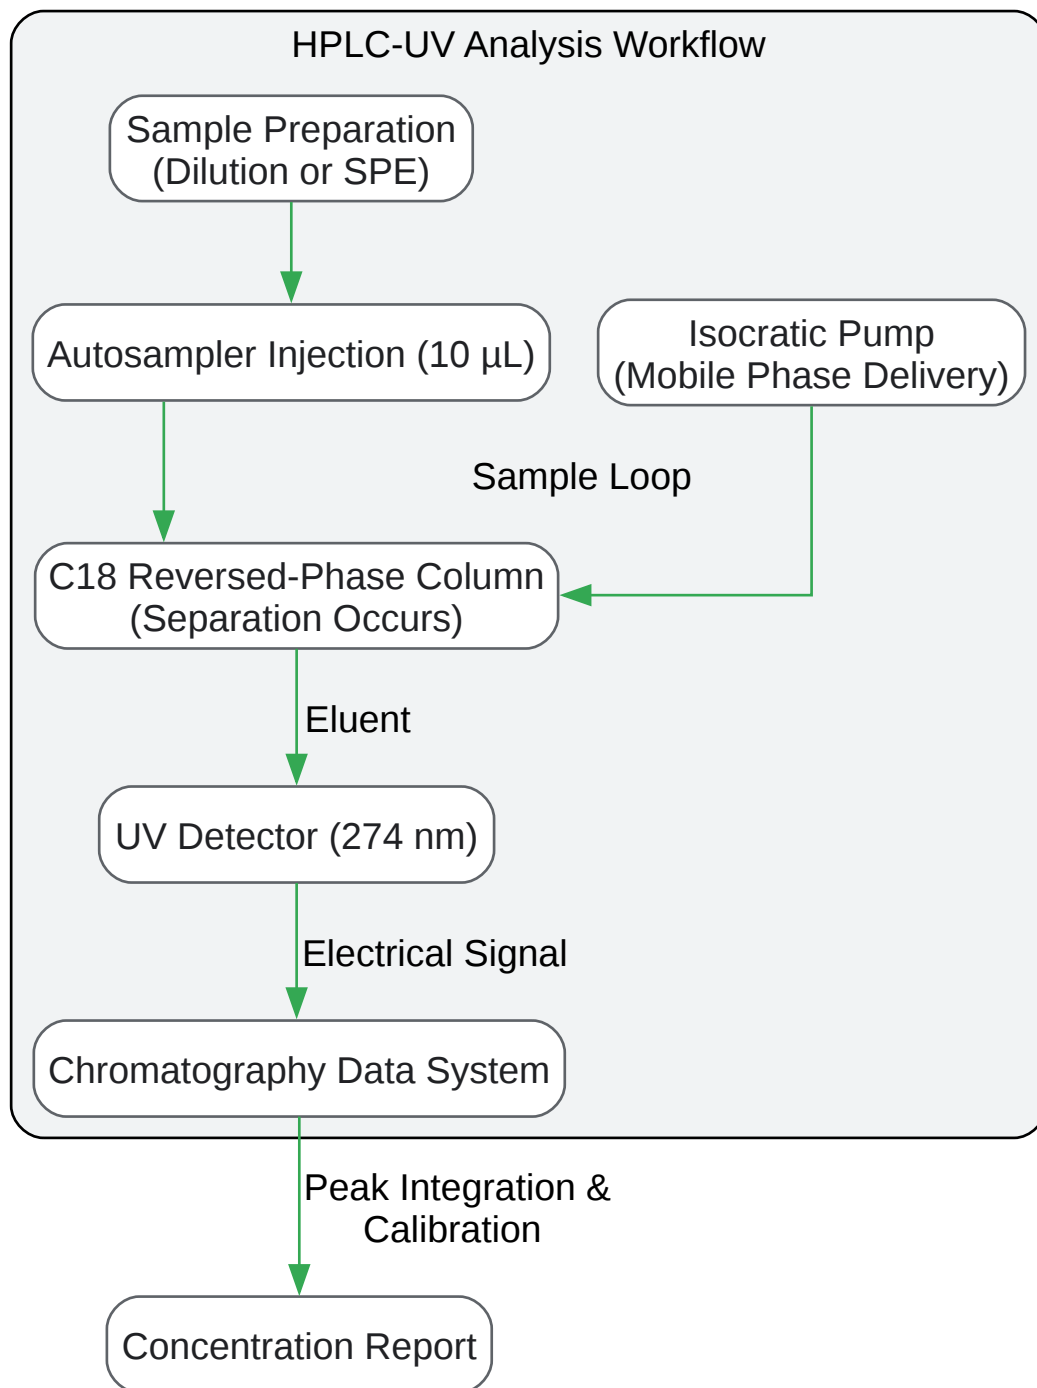 HPLC-UV Analysis Workflow
Sample Preparation
(Dilution or SPE)
Autosampler Injection (10 µL)
Isocratic Pump
(Mobile Phase Delivery)
Sample Loop
C18 Reversed-Phase Column
(Separation Occurs)
Eluent
UV Detector (274 nm)
Electrical Signal
Chromatography Data System
Peak Integration &
Calibration
Concentration Report